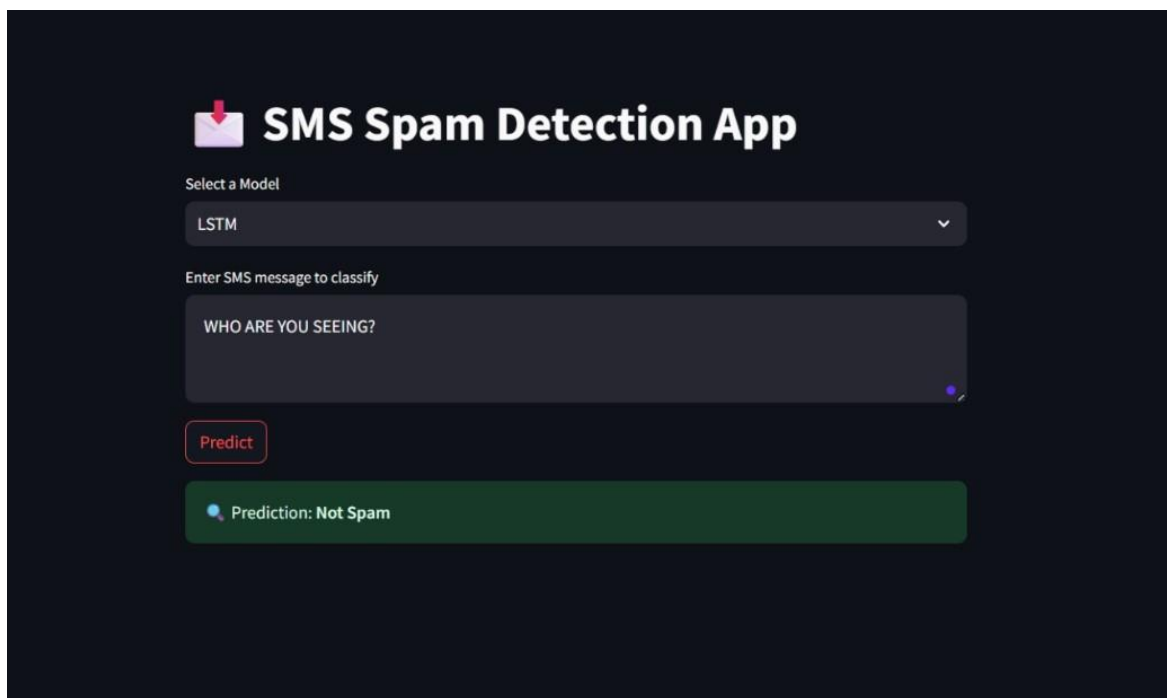 SMS Spam Detection App
Select a Model
LSTM
Enter SMS message to classify
WHO ARE YOU SEEING?
Predict
Prediction: Not Spam